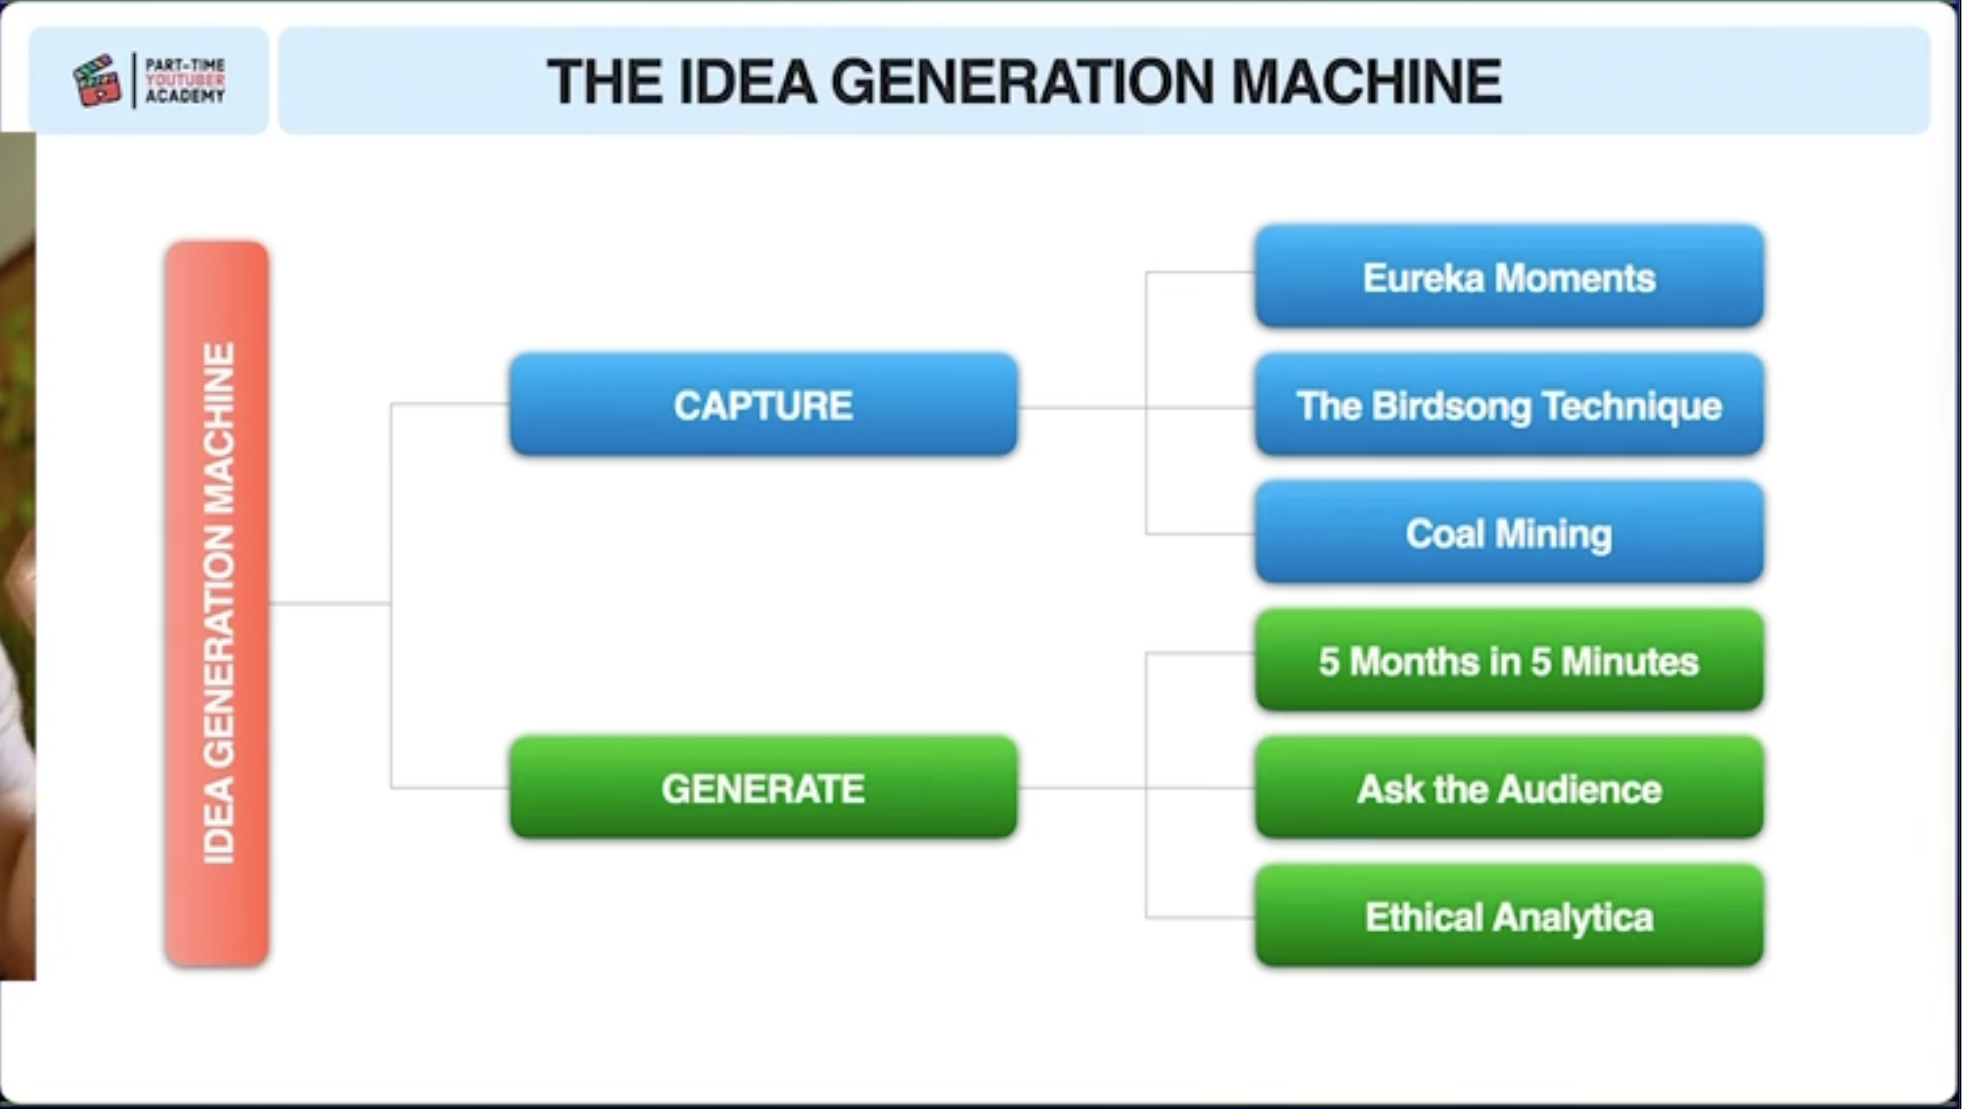 PART-TIME
YOUTUBER
ACADEMY
THE IDEA GENERATION MACHINE
IDEA GENERATION MACHINE
CAPTURE
Eureka Moments
The Birdsong Technique
Coal Mining
GENERATE
5 Months in 5 Minutes
Ask the Audience
Ethical Analytica